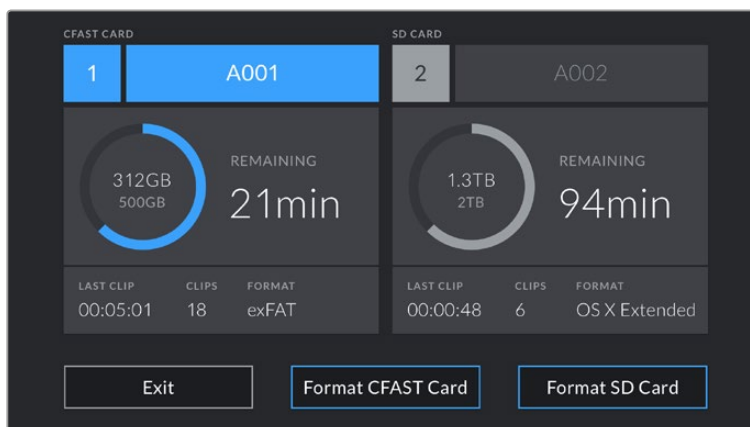 CFAST CARD
1
A001
312GB
500GB
REMAINING
21min
LAST CLIP CLIPS FORMAT
00:05:01 18 exFAT
SD CARD
2
A002
1.3TB
2TB
REMAINING
94min
LAST CLIP CLIPS FORMAT
00:00:48 6 OS X Extended
Exit
Format CFAST Card
Format SD Card